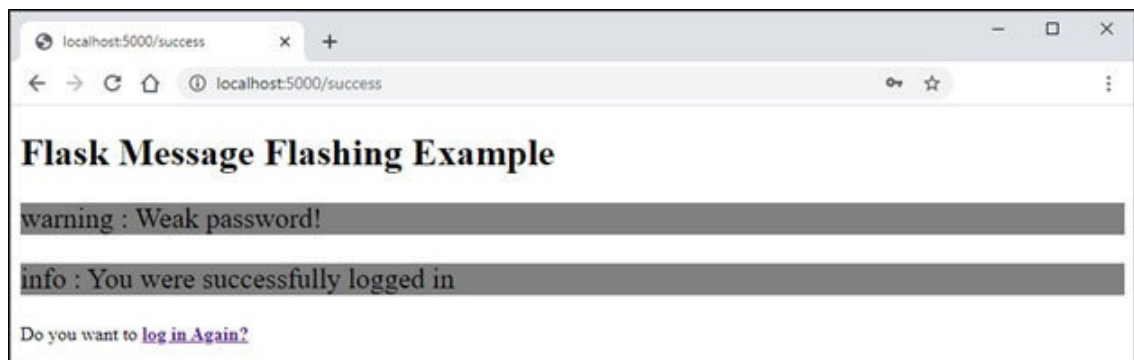 localhost:5000/success
localhost:5000/success
Flask Message Flashing Example
warning : Weak password!
info : You were successfully logged in
Do you want to log in Again?